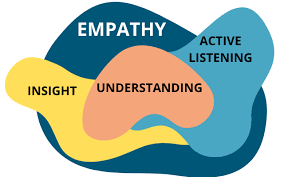 EMPATHY
ACTIVE
LISTENING
INSIGHT
UNDERSTANDING